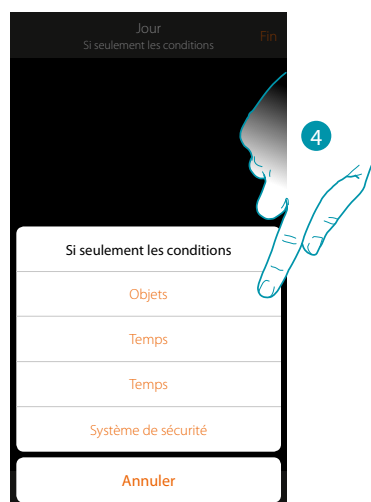 Jour
Si seulement les conditions
Fin
4
Si seulement les conditions
Objets
Temps
Temps
Système de sécurité
Annuler